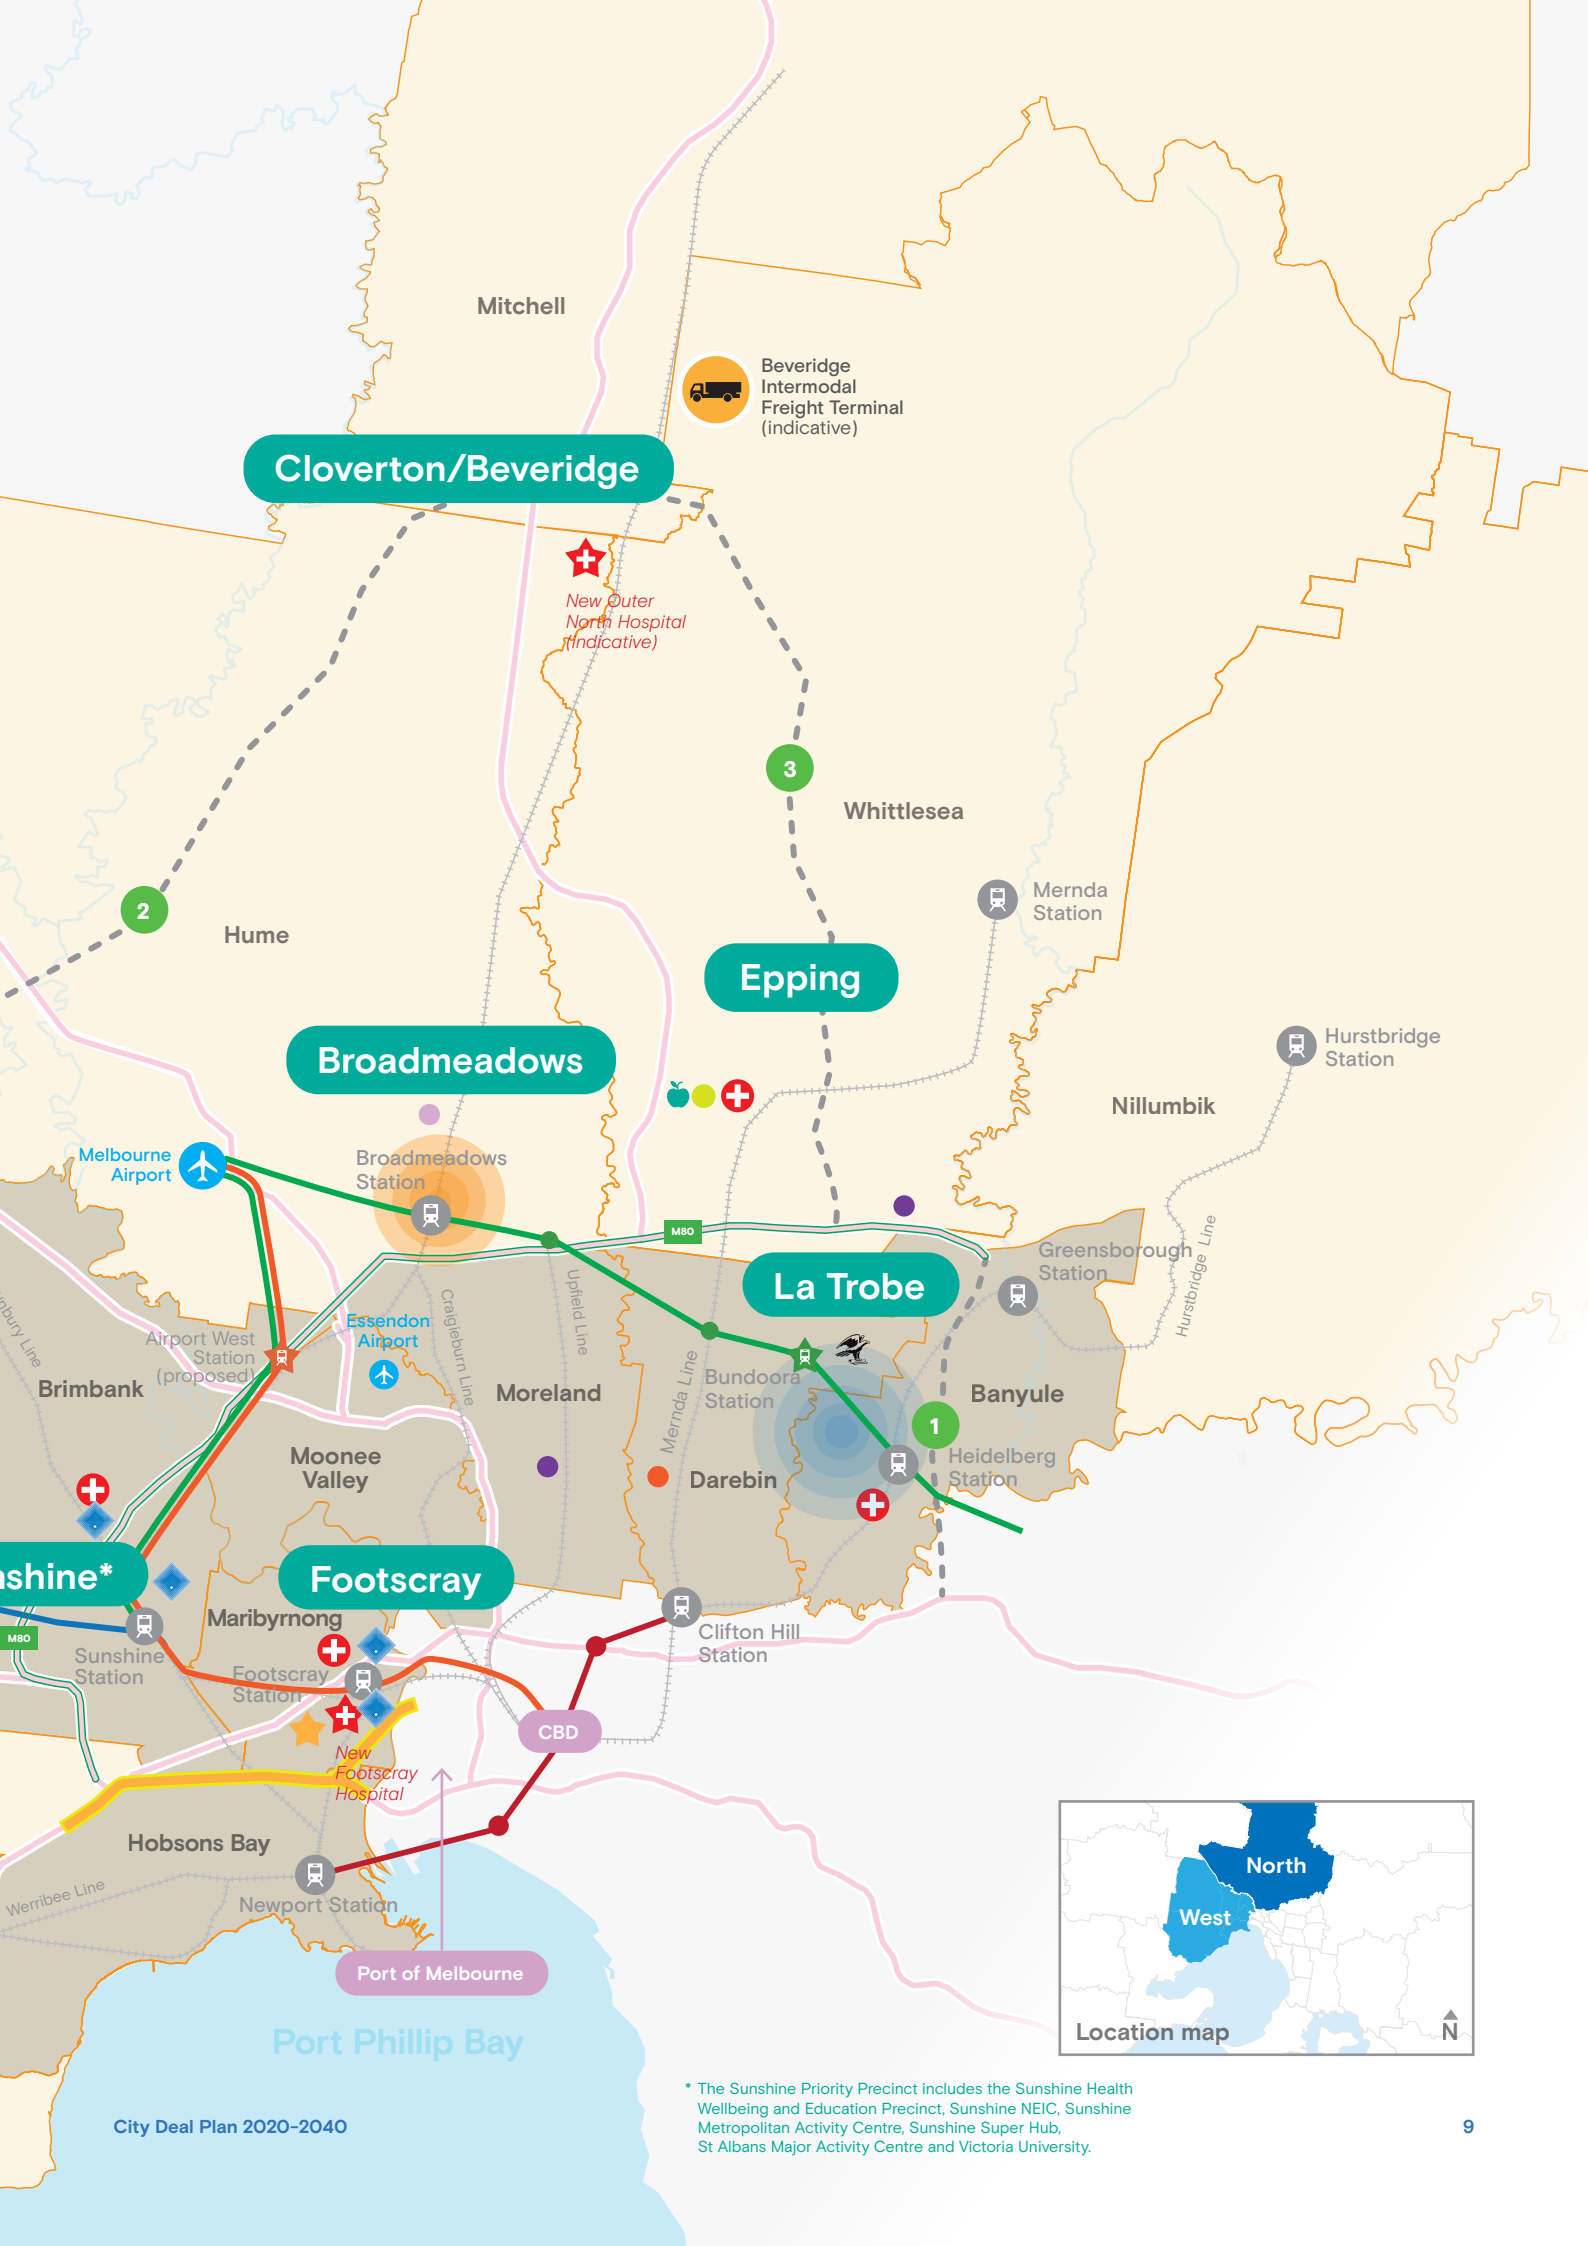 Mitchell
Beveridge
Intermodal
Freight Terminal
(indicative)
Cloverton/Beveridge
New Outer
North Hospital
(Indicative)
3
Whittlesea
Mernda
Station
2
Hume
Epping
Broadmeadows
Hurstbridge
Station
Nillumbik
Melbourne
Airport
Broadmeadows
Station
M80
Greensborough
Station
Hurstbridge Line
La Trobe
Upfield Line
Craigieburn Line
Essendon
Airport
Airport West
Station
(proposed)
nbury Line
Brimbank
Moreland
Mernda Line
Bundoora
Station
Banyule
1
Moonee
Valley
Darebin
Heidelberg
Station
nshine*
Footscray
Maribyrnong
M80
Sunshine
Station
Footscray
Station
Clifton Hill
Station
CBD
New
Footscray
Hospital
Hobsons Bay
Werribee Line
Newport Station
Port of Melbourne
Port Phillip Bay
North
West
Location map
N
* The Sunshine Priority Precinct includes the Sunshine Health
Wellbeing and Education Precinct, Sunshine NEIC, Sunshine
Metropolitan Activity Centre, Sunshine Super Hub,
St Albans Major Activity Centre and Victoria University.
City Deal Plan 2020-2040
9